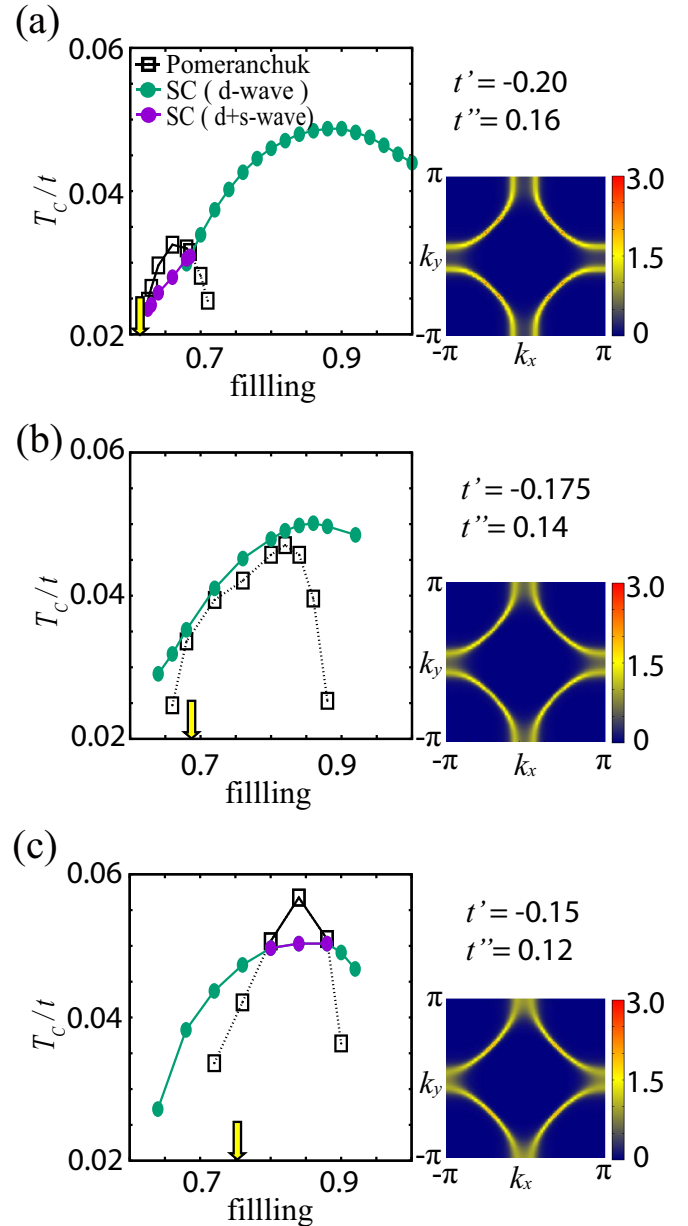 (a)
0.06
Pomeranchuk
SC ( d-wave )
SC ( d+s-wave)
0.04
T_C/t
0.02
0.7
0.9
fillling
t' = -0.20
t''= 0.16
π
k_y
-π
-π
k_x
π
3.0
1.5
0
(b)
0.06
0.04
T_C/t
0.02
0.7
0.9
fillling
t' = -0.175
t''= 0.14
π
k_y
-π
-π
k_x
π
3.0
1.5
0
(c)
0.06
0.04
T_C/t
0.02
0.7
0.9
fillling
t' = -0.15
t''= 0.12
π
k_y
-π
-π
k_x
π
3.0
1.5
0